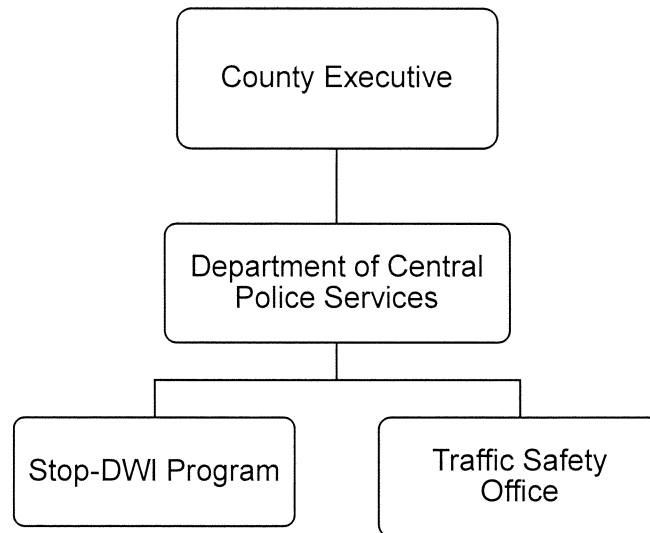 County Executive
Department of Central
Police Services
Stop-DWI Program
Traffic Safety
Office